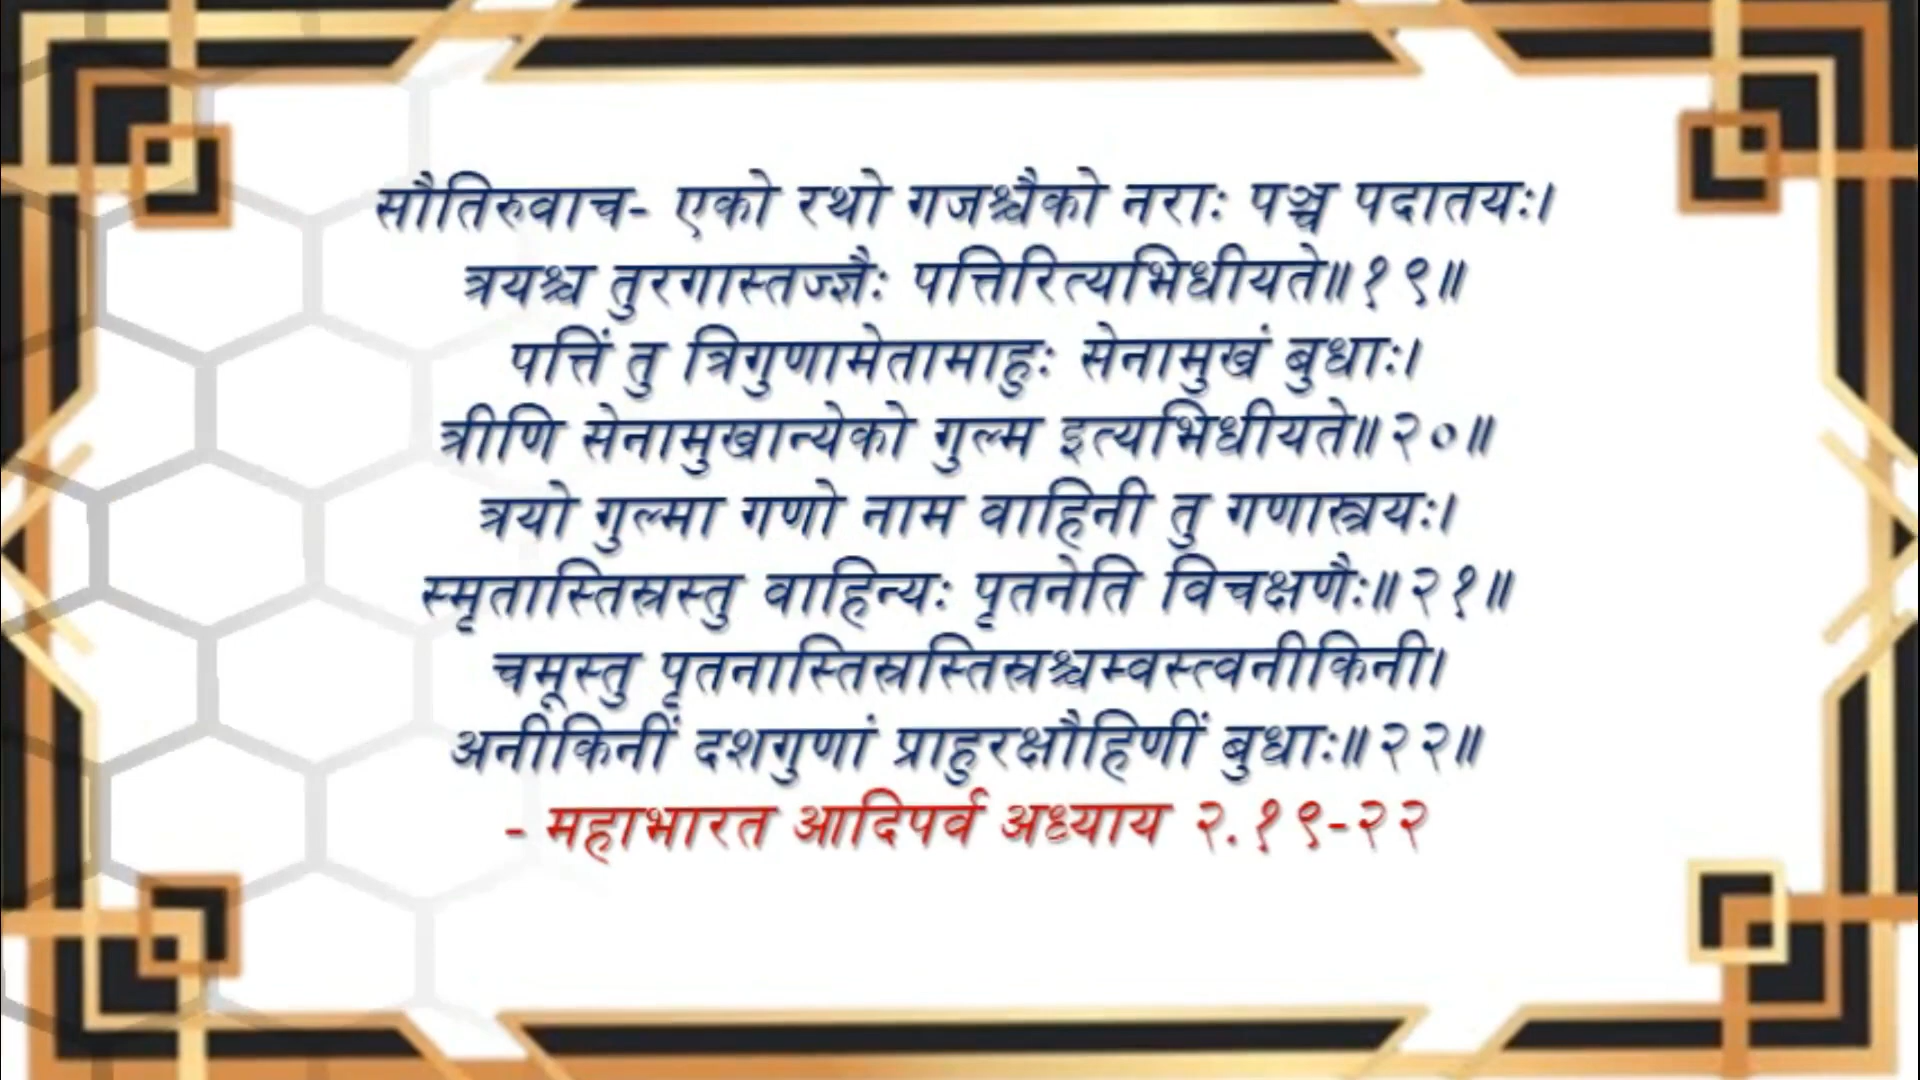 सौतिरुवाच- एको रथो गजश्चैको नराः पञ्च पदातयः।
त्रयश्च तुरगास्तज्ज्ञैः पत्तिरित्यभिधीयते॥१९॥
पत्तिं तु त्रिगुणामेतामाहुः सेनामुखं बुधाः।
त्रीणि सेनामुखान्येको गुल्म इत्यभिधीयते॥२०॥
त्रयो गुल्मा गणो नाम वाहिनी तु गणास्त्रयः।
स्मृतास्तिस्रस्तु वाहिन्यः पृतनेति विचक्षणैः॥२१॥
चमूस्तु पृतनास्तिस्रस्तिस्रश्चम्वस्त्वनीकिनी।
अनीकिनीं दशगुणां प्राहुरक्षौहिणीं बुधाः॥२२॥
- महाभारत आदिपर्व अध्याय २.१९-२२